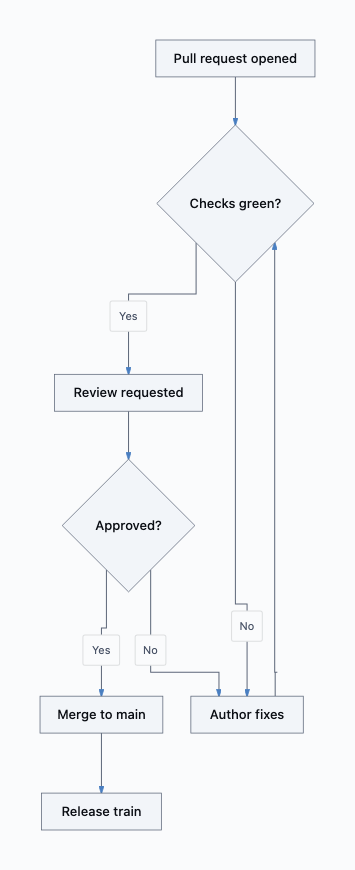 Pull request opened
Checks green?
Yes
Review requested
Approved?
No
Yes
No
Merge to main
Author fixes
Release train